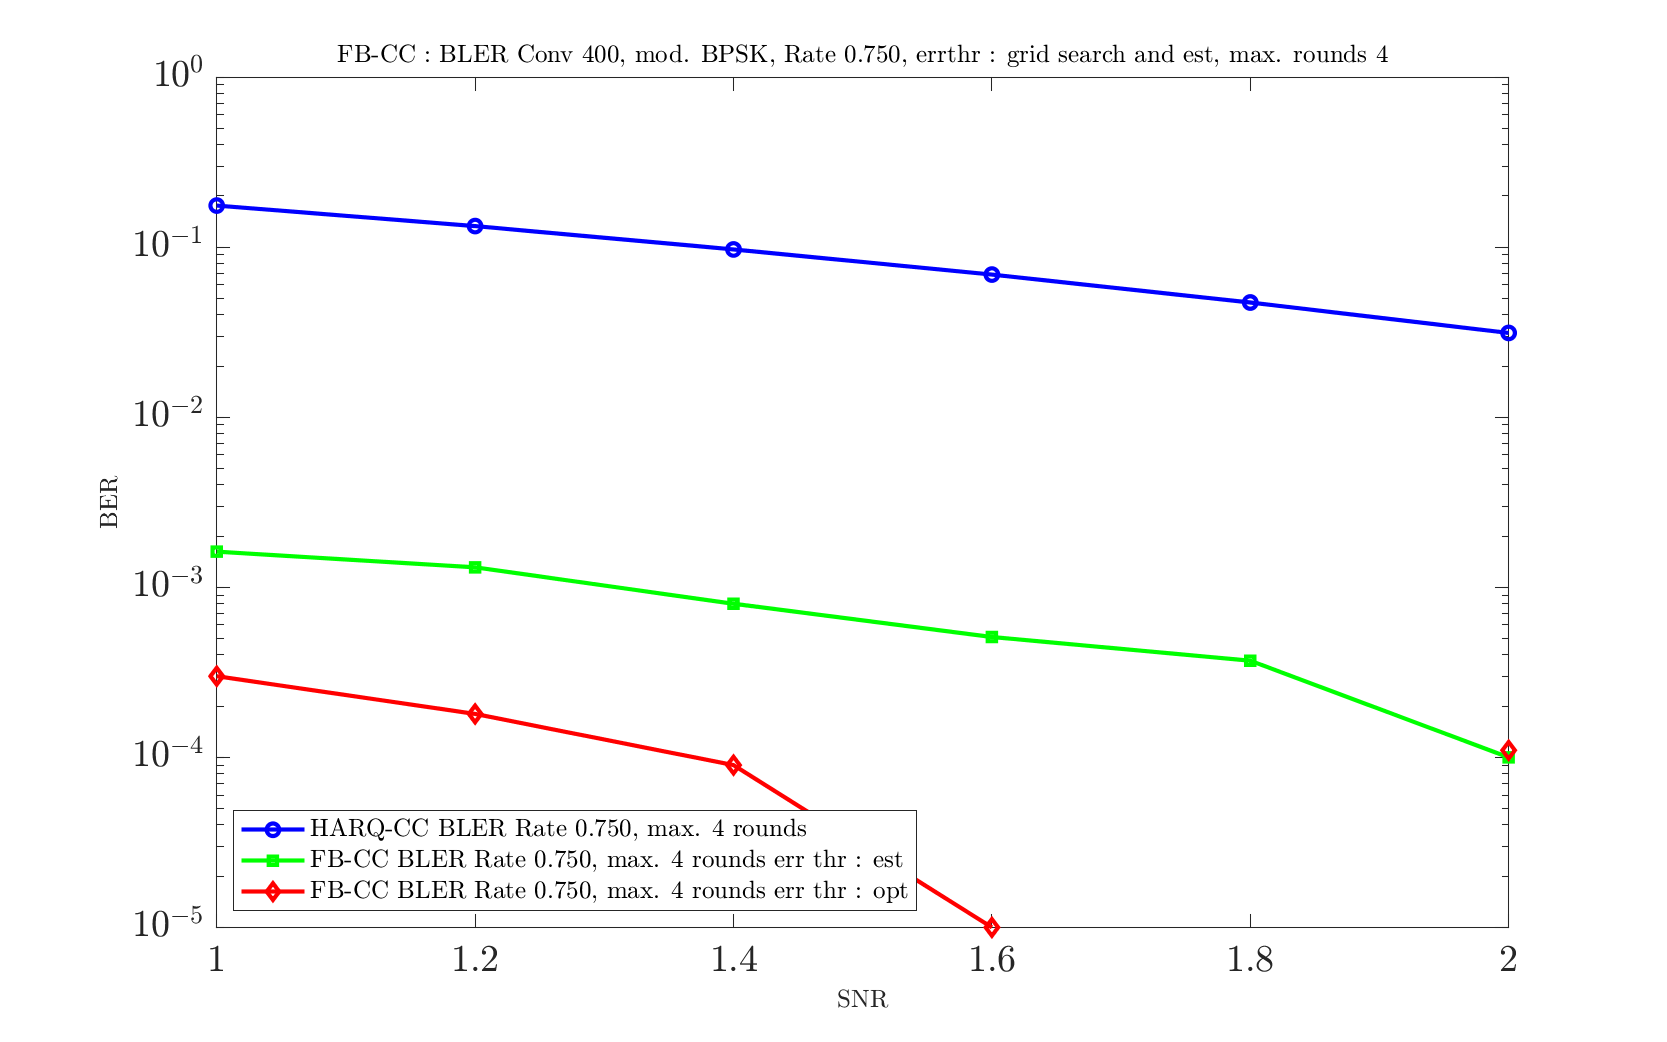 FB-CC : BLER Conv 400, mod. BPSK, Rate 0.750, errthr : grid search and est, max. rounds 4
10^0
10^{-1}
10^{-2}
10^{-3}
10^{-4}
10^{-5}
BER
HARQ-CC BLER Rate 0.750, max. 4 rounds
FB-CC BLER Rate 0.750, max. 4 rounds err thr : est
FB-CC BLER Rate 0.750, max. 4 rounds err thr : opt
1 1.2 1.4 1.6 1.8 2
SNR